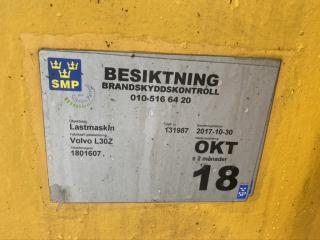 SMP
BESIKTNING
BRANDSKYDDSKONTROLL
010-516 64 20
Lastmaskin
131987
2017-10-30
Volvo L30Z
1801607
OKT
± 2 månader
18